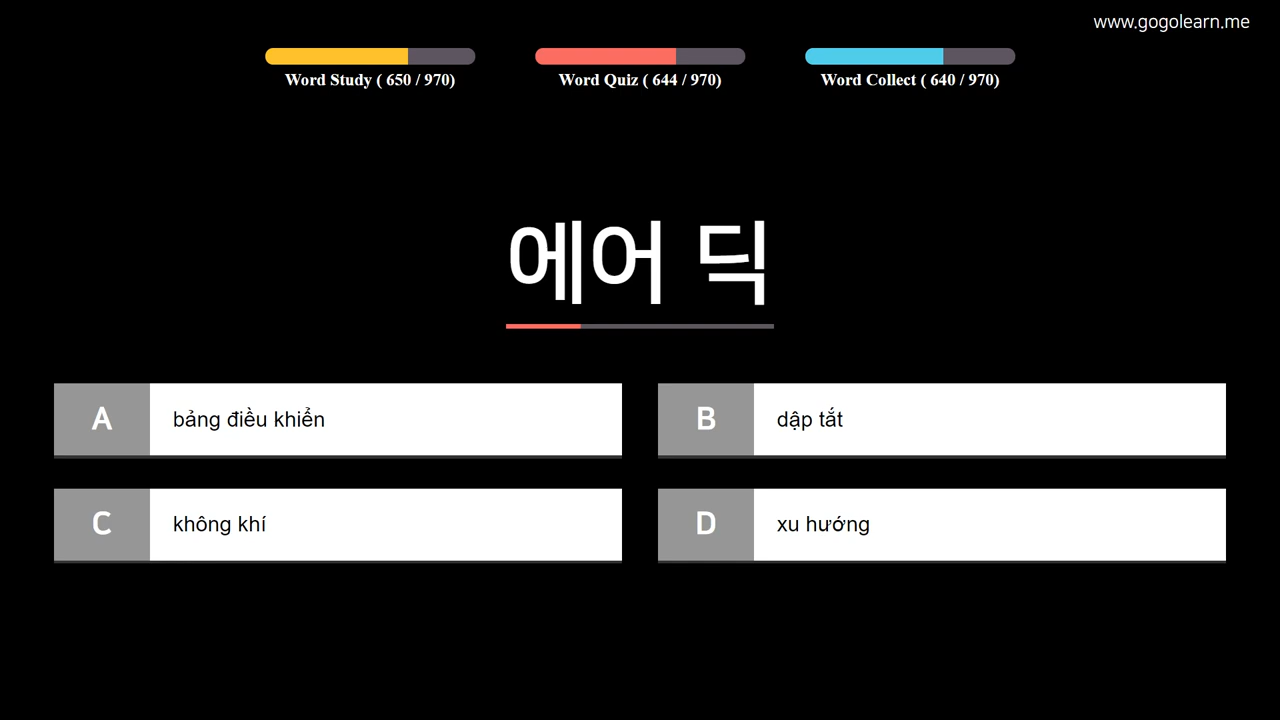 www.gogolearn.me
Word Study ( 650 / 970)
Word Quiz ( 644 / 970)
Word Collect ( 640 / 970)
에어 딕
A bảng điều khiển
B dập tắt
C không khí
D xu hướng